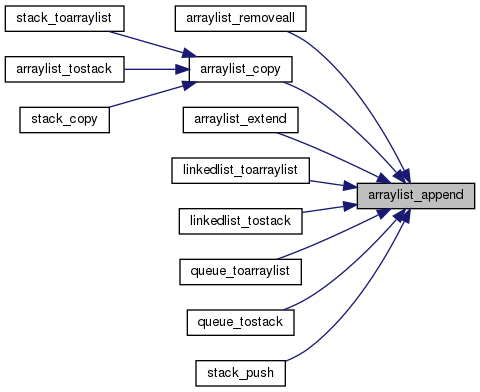 stack_toarraylist
arraylist_removeall
arraylist_tostack
arraylist_copy
stack_copy
arraylist_extend
linkedlist_toarraylist
arraylist_append
linkedlist_tostack
queue_toarraylist
queue_tostack
stack_push